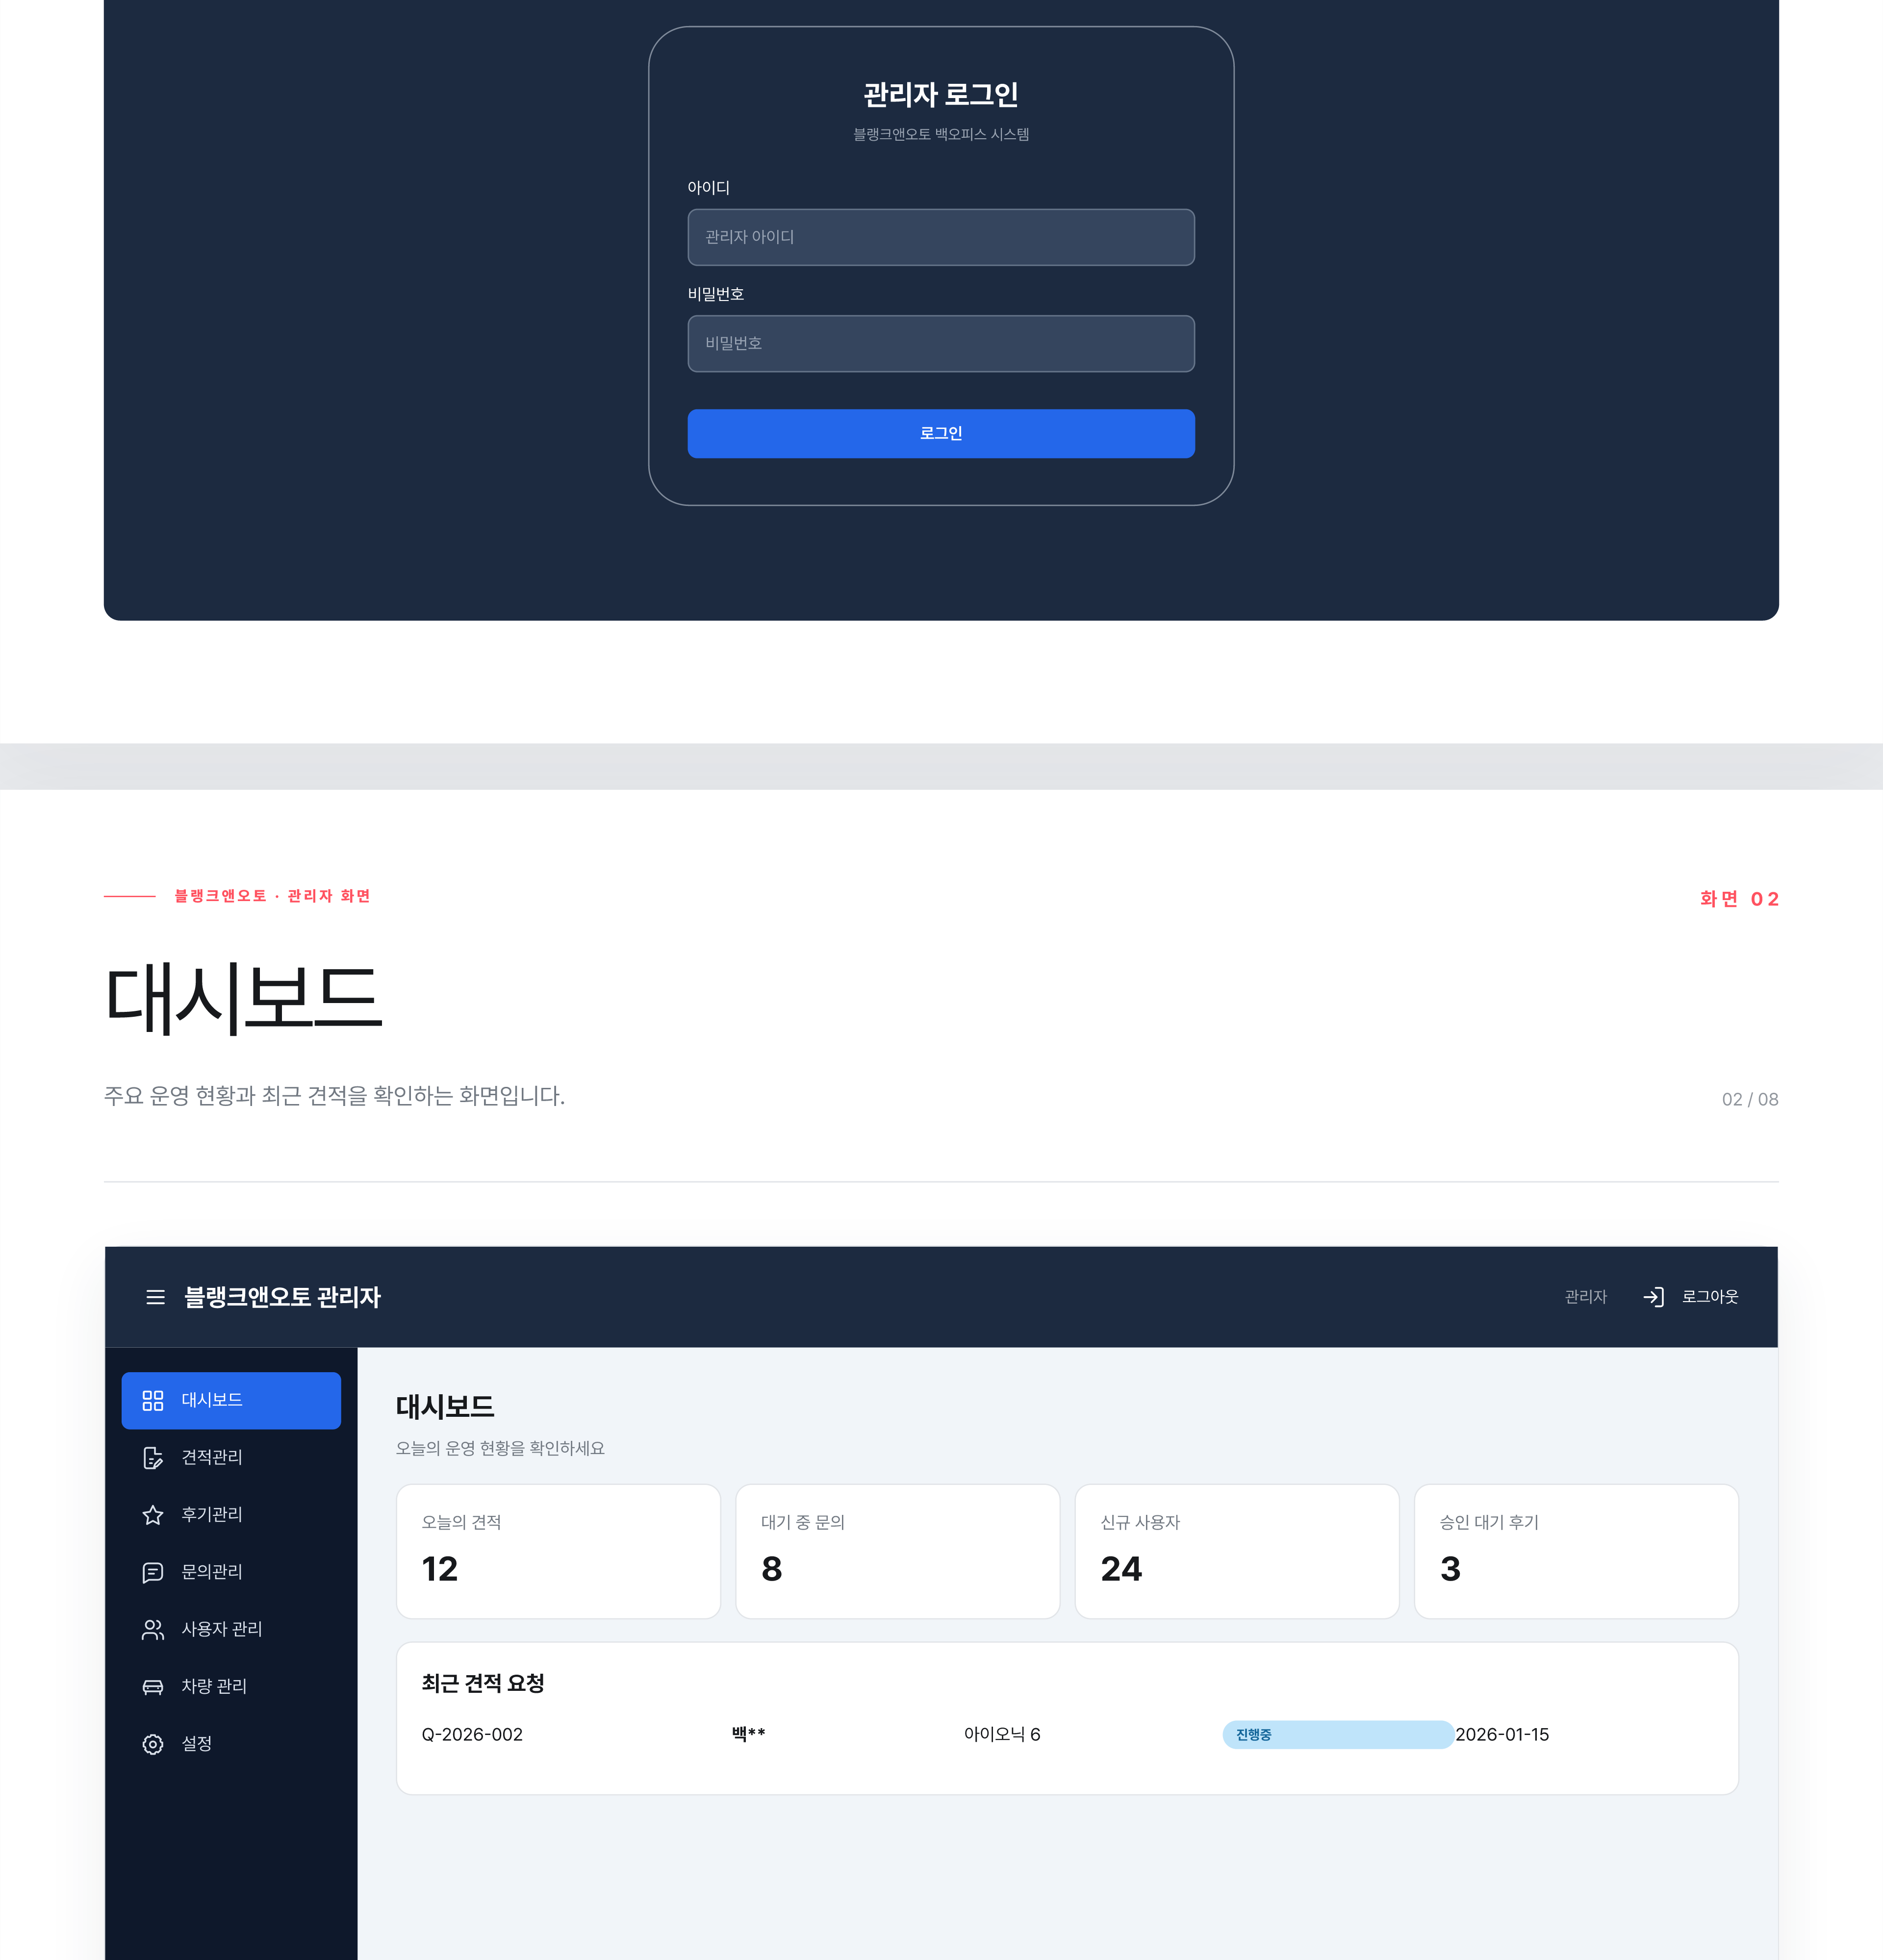 관리자 로그인
블랭크앤오토 백오피스 시스템
아이디
관리자 아이디
비밀번호
비밀번호
로그인
블랭크앤오토 · 관리자 화면
화면 02
대시보드
주요 운영 현황과 최근 견적을 확인하는 화면입니다.
02 / 08
블랭크앤오토 관리자
관리자
로그아웃
대시보드
견적관리
후기관리
문의관리
사용자 관리
차량 관리
설정
대시보드
오늘의 운영 현황을 확인하세요
오늘의 견적
12
대기 중 문의
8
신규 사용자
24
승인 대기 후기
3
최근 견적 요청
Q-2026-002 백** 아이오닉 6 진행중 2026-01-15